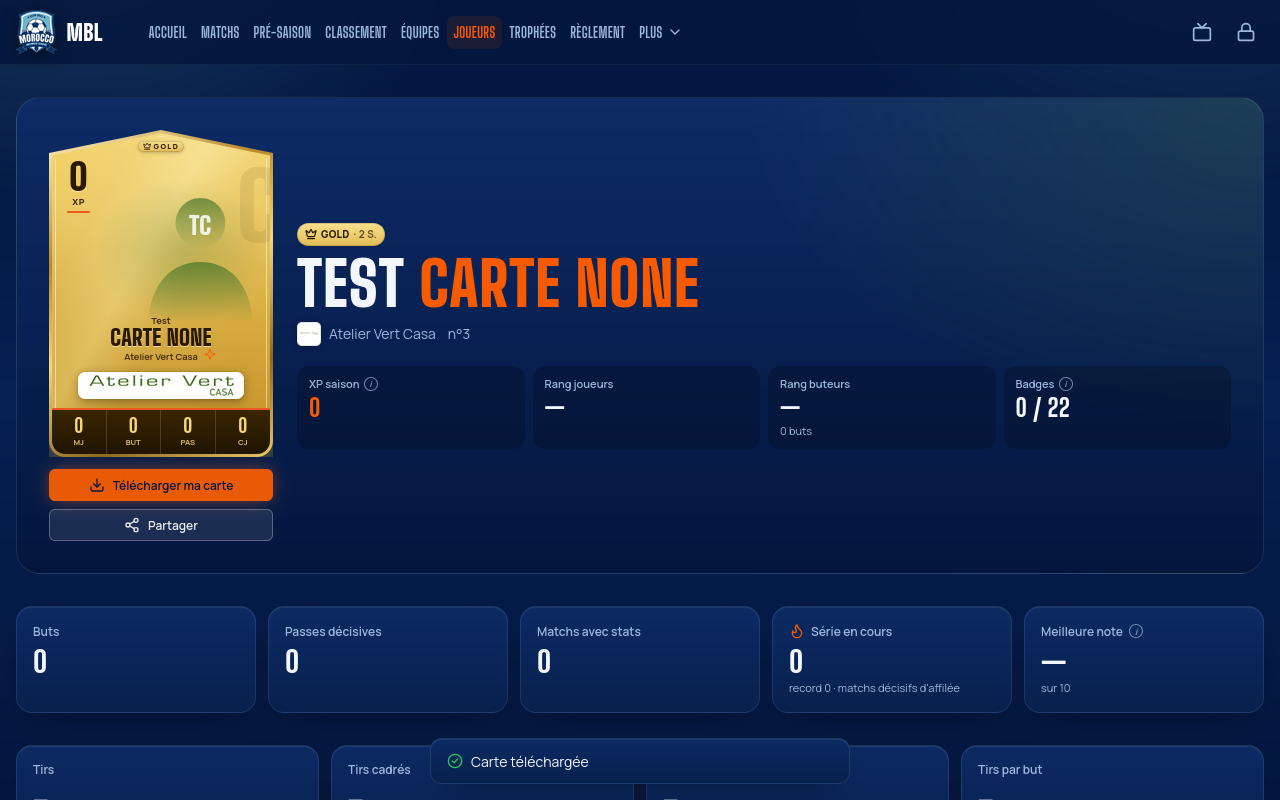 MOROCCO
MBL
ACCUEIL
MATCHS
PRÉ-SAISON
CLASSEMENT
ÉQUIPES
JOUEURS
TROPHÉES
RÈGLEMENT
PLUS
GOLD
0
XP
0
TC
Test
CARTE NONE
Atelier Vert Casa
Atelier Vert
CASA
0 0 0 0
MJ BUT PAS CJ
Télécharger ma carte
Partager
GOLD · 2 S.
TEST CARTE NONE
Atelier Vert Casa n°3
XP saison i
0
Rang joueurs
—
Rang buteurs
—
0 buts
Badges i
0 / 22
Buts
0
Passes décisives
0
Matchs avec stats
0
Série en cours
0
record 0 · matchs décisifs d'affilée
Meilleure note i
—
sur 10
Tirs
Tirs cadrés
Tirs par but
Carte téléchargée